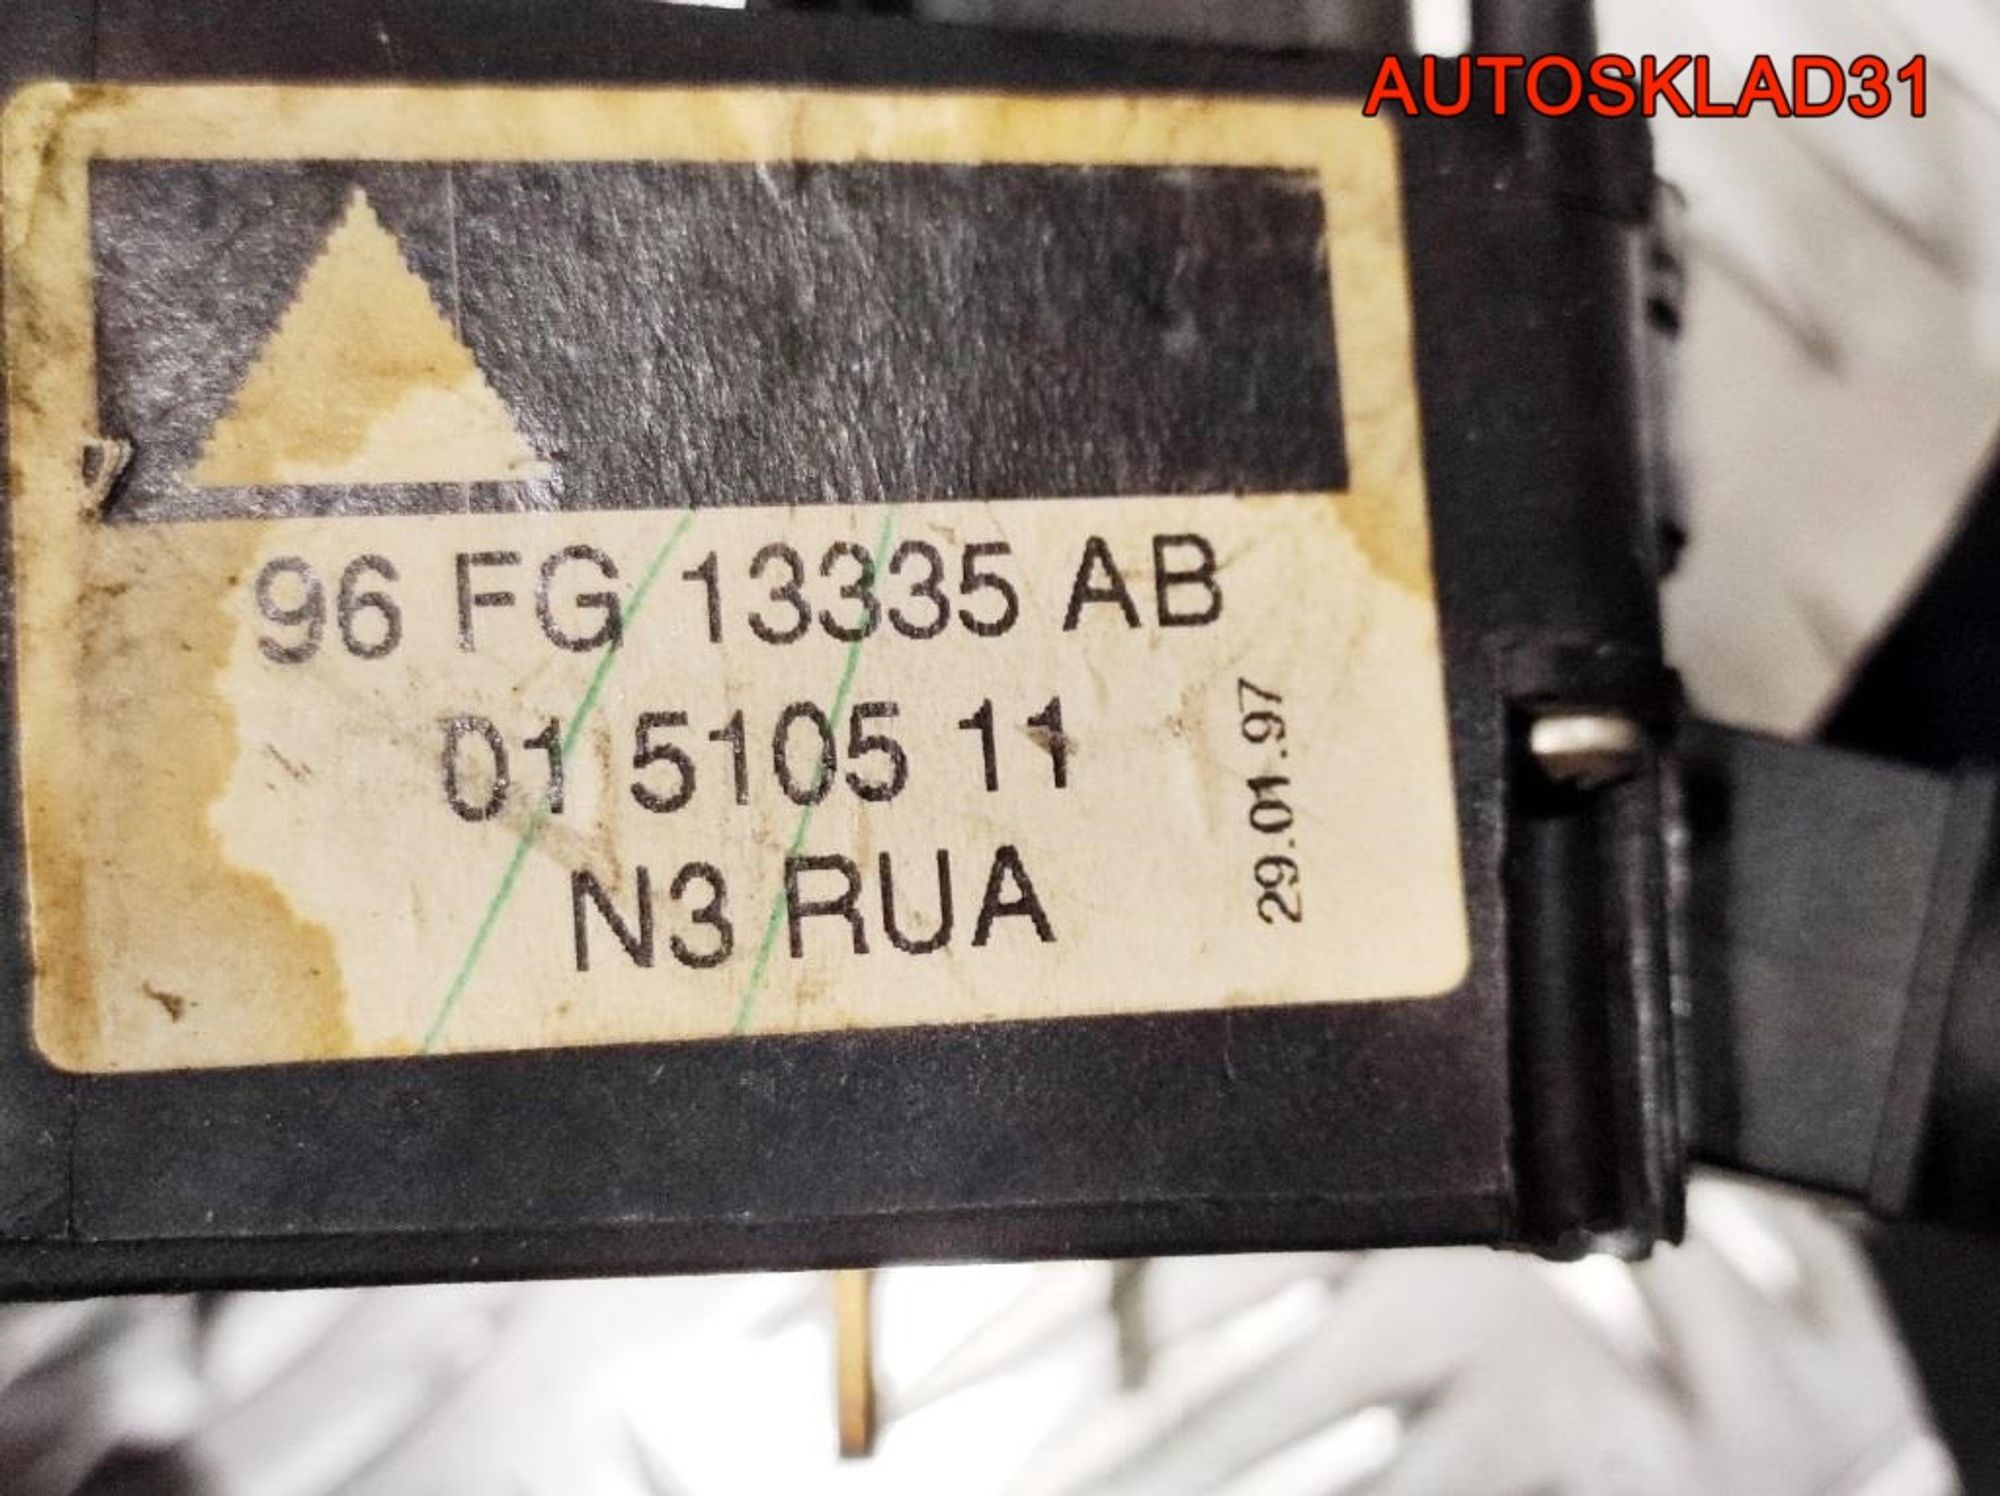 AUTOSKLAD31
96 FG 13335 AB
01 5105 11
N3 RUA
29.01.97